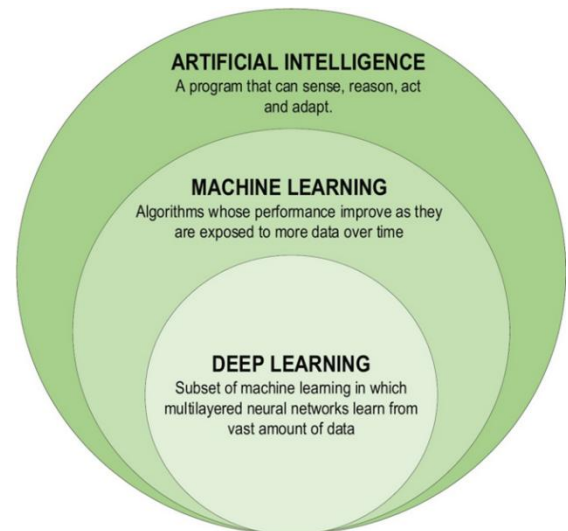 ARTIFICIAL INTELLIGENCE
A program that can sense, reason, act
and adapt.
MACHINE LEARNING
Algorithms whose performance improve as they
are exposed to more data over time
DEEP LEARNING
Subset of machine learning in which
multilayered neural networks learn from
vast amount of data